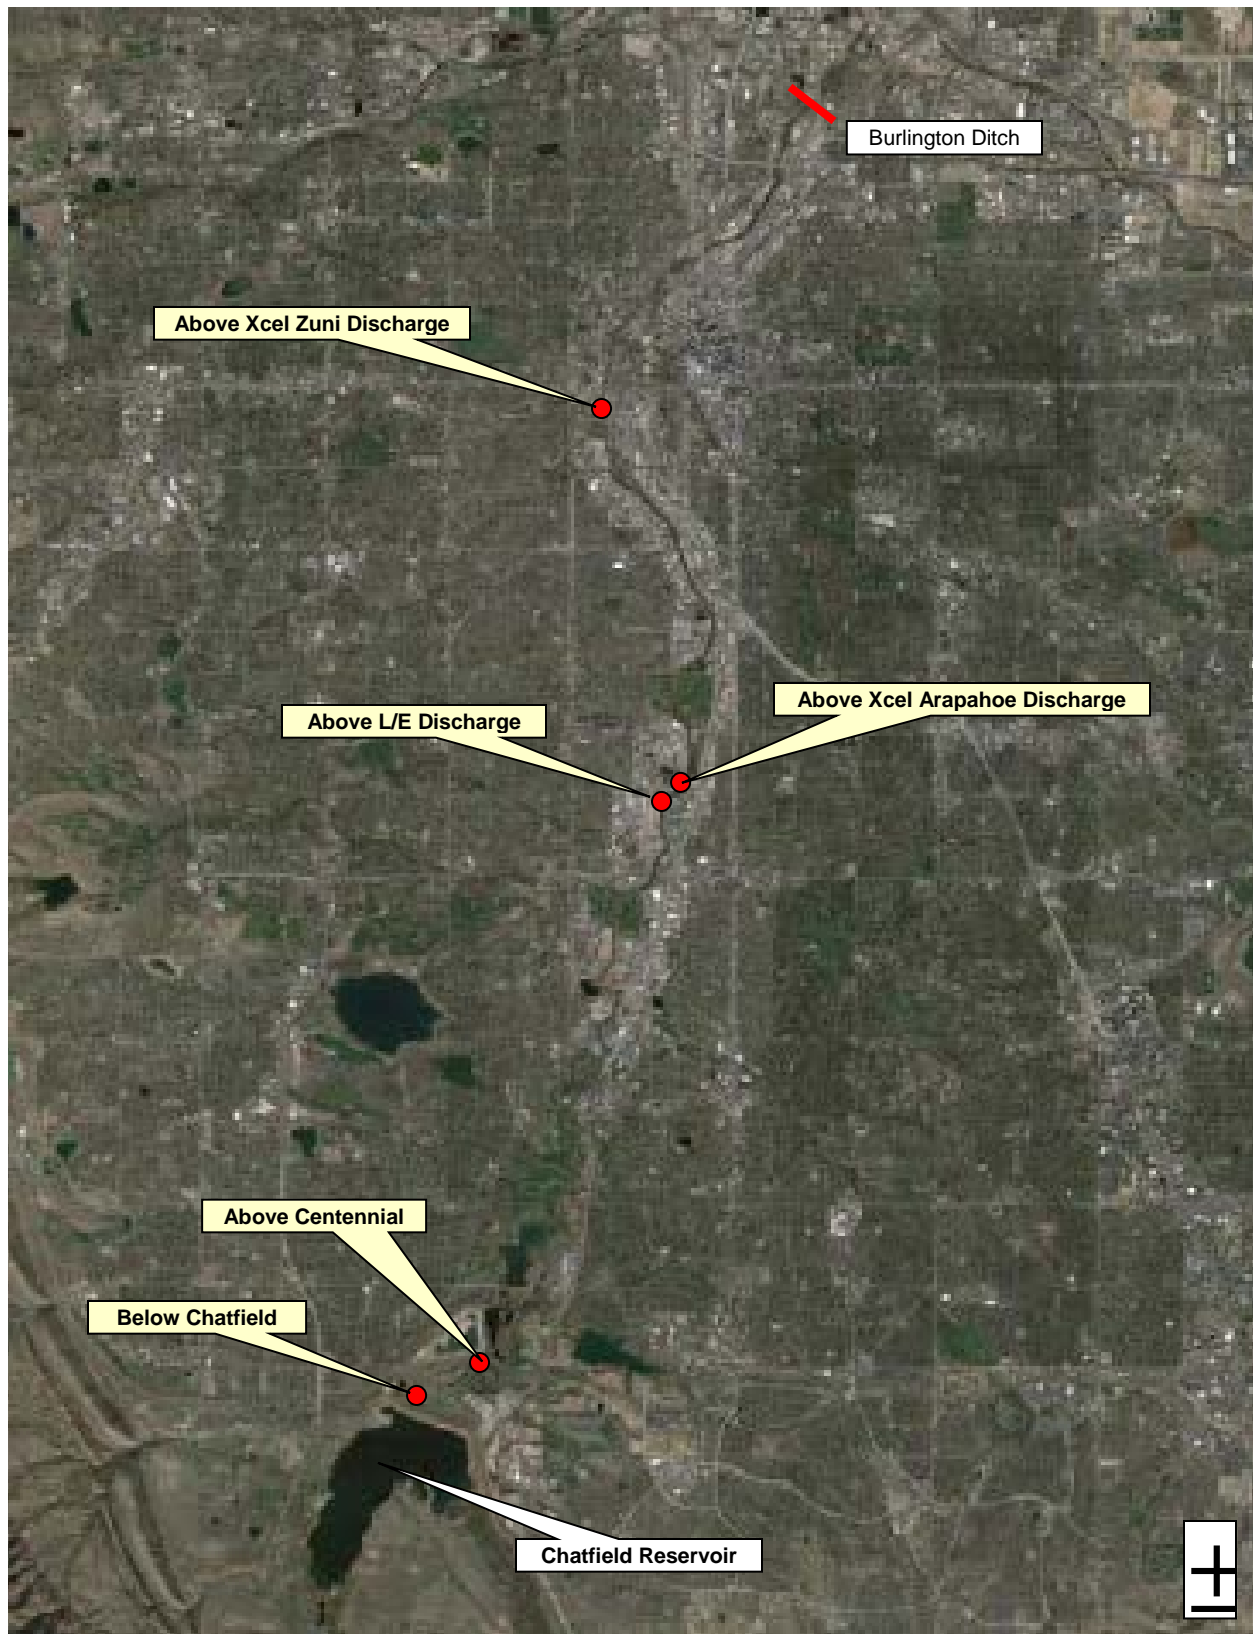 Burlington Ditch
Above Xcel Zuni Discharge
Above Xcel Arapahoe Discharge
Above L/E Discharge
Above Centennial
Below Chatfield
Chatfield Reservoir
±